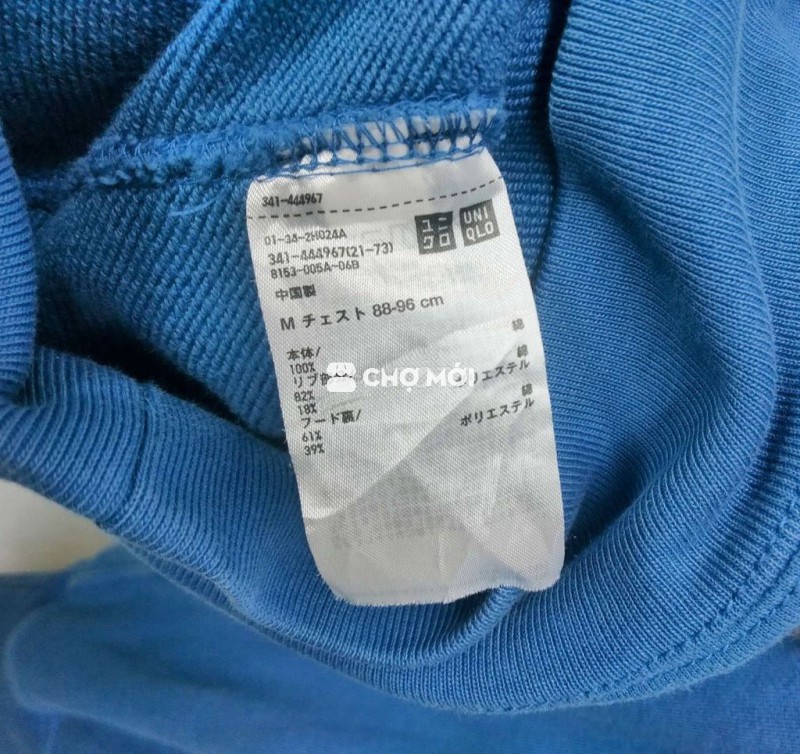 341-444967
01-34-2H024A
341-444967(21-73)
8153-005A-06B
ユニクロ
UNIQLO
中国製
M チェスト 88-96 cm
本体/
100% 綿
リブ
82% 綿
18% ポリエステル
フード裏/
61% 綿
39% ポリエステル
CHỢ MỚI